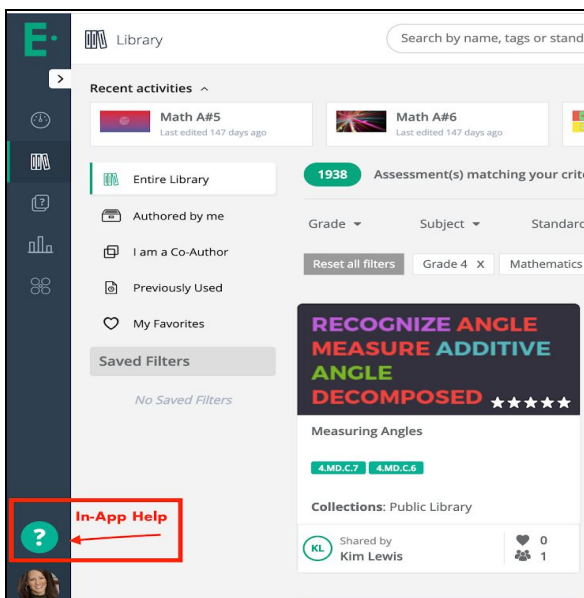 E
Library
Search by name, tags or stand
Recent activities
Math A#5
Last edited 147 days ago
Math A#6
Last edited 147 days ago
Entire Library
Authored by me
I am a Co-Author
Previously Used
My Favorites
Saved Filters
No Saved Filters
1938 Assessment(s) matching your crite
Grade Subject Standard
Reset all filters Grade 4 X Mathematics
RECOGNIZE ANGLE
MEASURE ADDITIVE
ANGLE
DECOMPOSED
Measuring Angles
4.MD.C.7 4.MD.C.6
Collections: Public Library
KL
Shared by
Kim Lewis
0
1
In-App Help
?